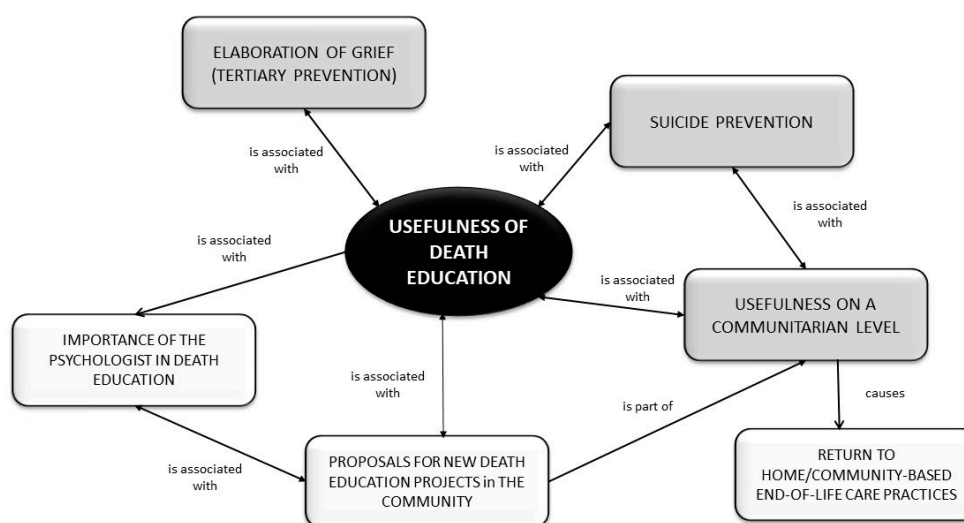 ELABORATION OF GRIEF
(TERTIARY PREVENTION)
SUICIDE PREVENTION
is associated
with
is associated
with
is associated
with
USEFULNESS OF
DEATH
EDUCATION
is associated
with
is associated
with
USEFULNESS ON A
COMMUNITARIAN LEVEL
IMPORTANCE OF THE
PSYCHOLOGIST IN DEATH
EDUCATION
is associated
with
is part of
causes
is associated
with
PROPOSALS FOR NEW DEATH
EDUCATION PROJECTS in THE
COMMUNITY
RETURN TO
HOME/COMMUNITY-BASED
END-OF-LIFE CARE PRACTICES